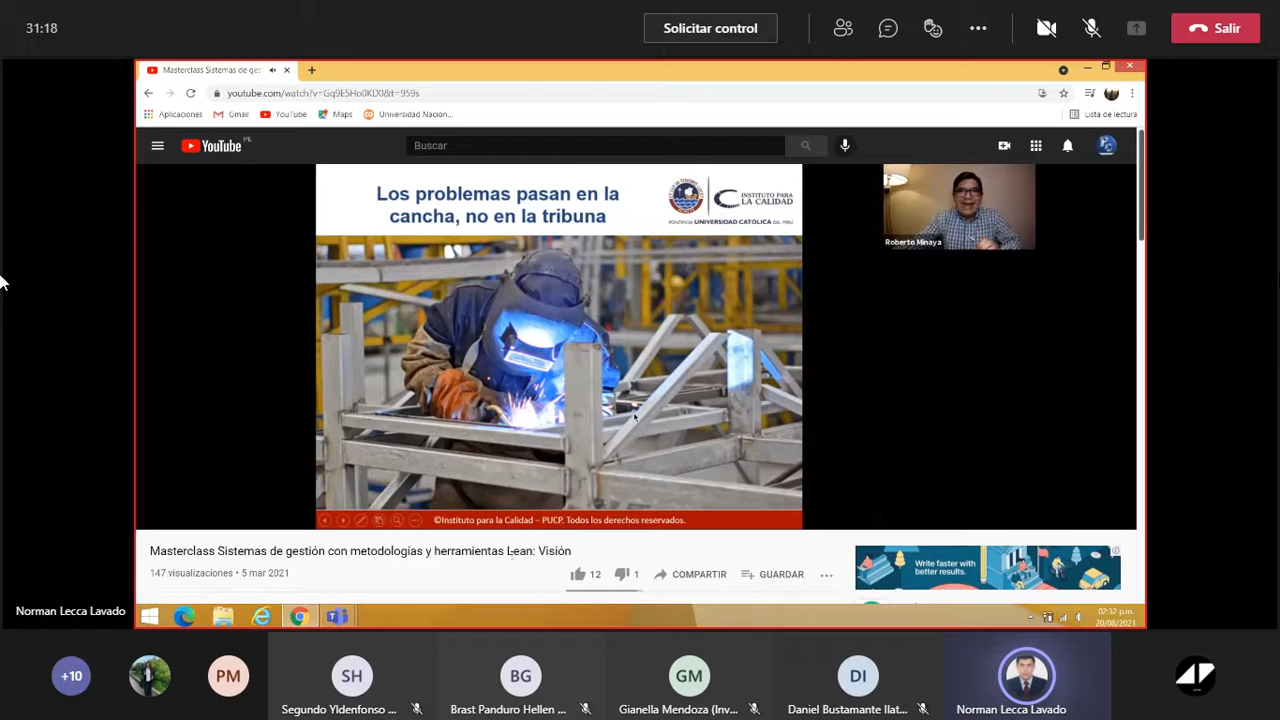 31:18
Solicitar control
Salir
Masterclass Sistemas de ges
youtube.com/watch?v=Gq9E5Ho0KD0&t=959s
Aplicaciones
Gmail
YouTube
Maps
Universidad Nacion...
Lista de lectura
YouTube PE
Buscar
Los problemas pasan en la
cancha, no en la tribuna
INSTITUTO PARA
LA CALIDAD
PONTIFICIA UNIVERSIDAD CATÓLICA DEL PERÚ
Roberto Minaya
©Instituto para la Calidad – PUCP. Todos los derechos reservados.
Masterclass Sistemas de gestión con metodologías y herramientas Lean: Visión
147 visualizaciones • 5 mar 2021
12
1
COMPARTIR
GUARDAR
Write faster with
better results.
Norman Lecca Lavado
02:32 p.m.
20/08/2021
+10
PM
SH
BG
GM
DI
Segundo Yldenfonso ...
Brast Panduro Hellen ...
Gianella Mendoza (Inv...
Daniel Bustamante Ilat...
Norman Lecca Lavado